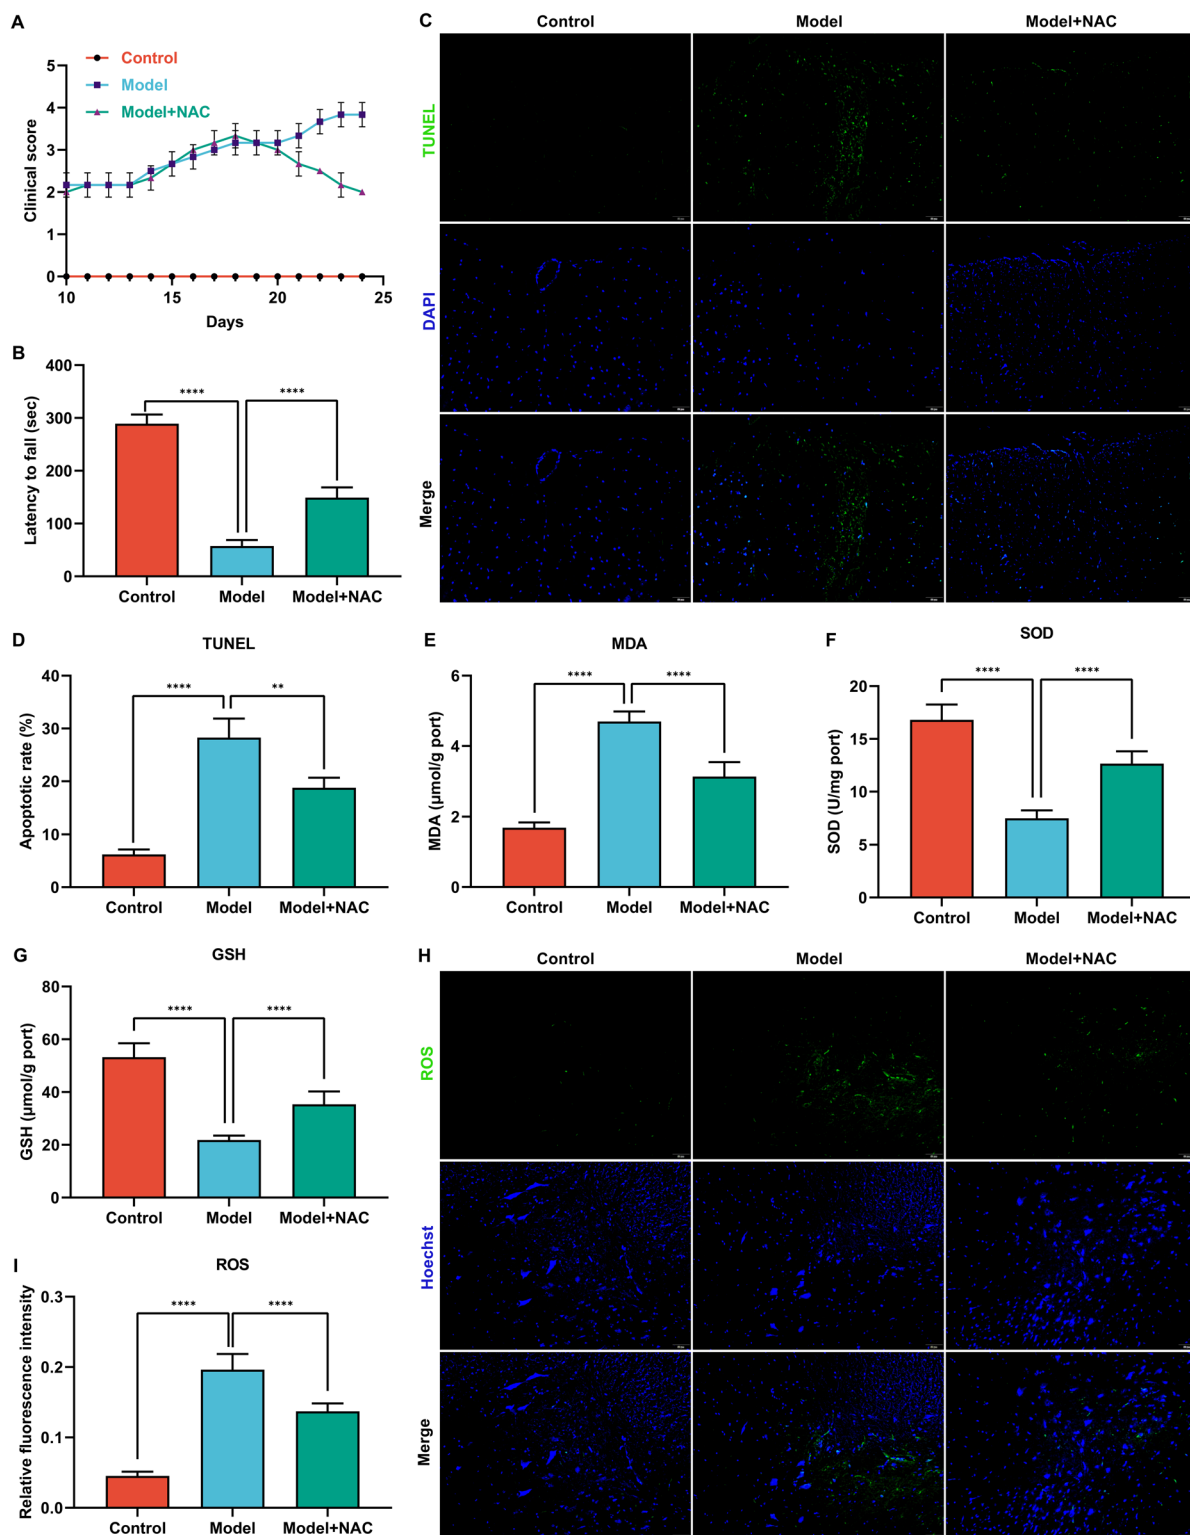 A
Control
Model
Model+NAC
Clinical score
5
4
3
2
1
0
10
15
20
25
Days
B
Latency to fall (sec)
400
300
200
100
0
****
****
Control
Model
Model+NAC
C
Control
Model
Model+NAC
TUNEL
DAPI
Merge
D
TUNEL
Apoptotic rate (%)
40
30
20
10
0
****
**
Control
Model
Model+NAC
E
MDA
MDA (μmol/g port)
6
4
2
0
****
****
Control
Model
Model+NAC
F
SOD
SOD (U/mg port)
20
15
10
5
0
****
****
Control
Model
Model+NAC
G
GSH
GSH (μmol/g port)
80
60
40
20
0
****
****
Control
Model
Model+NAC
H
Control
Model
Model+NAC
ROS
Hoechst
Merge
I
ROS
Relative fluorescence intensity
0.3
0.2
0.1
0.0
****
****
Control
Model
Model+NAC